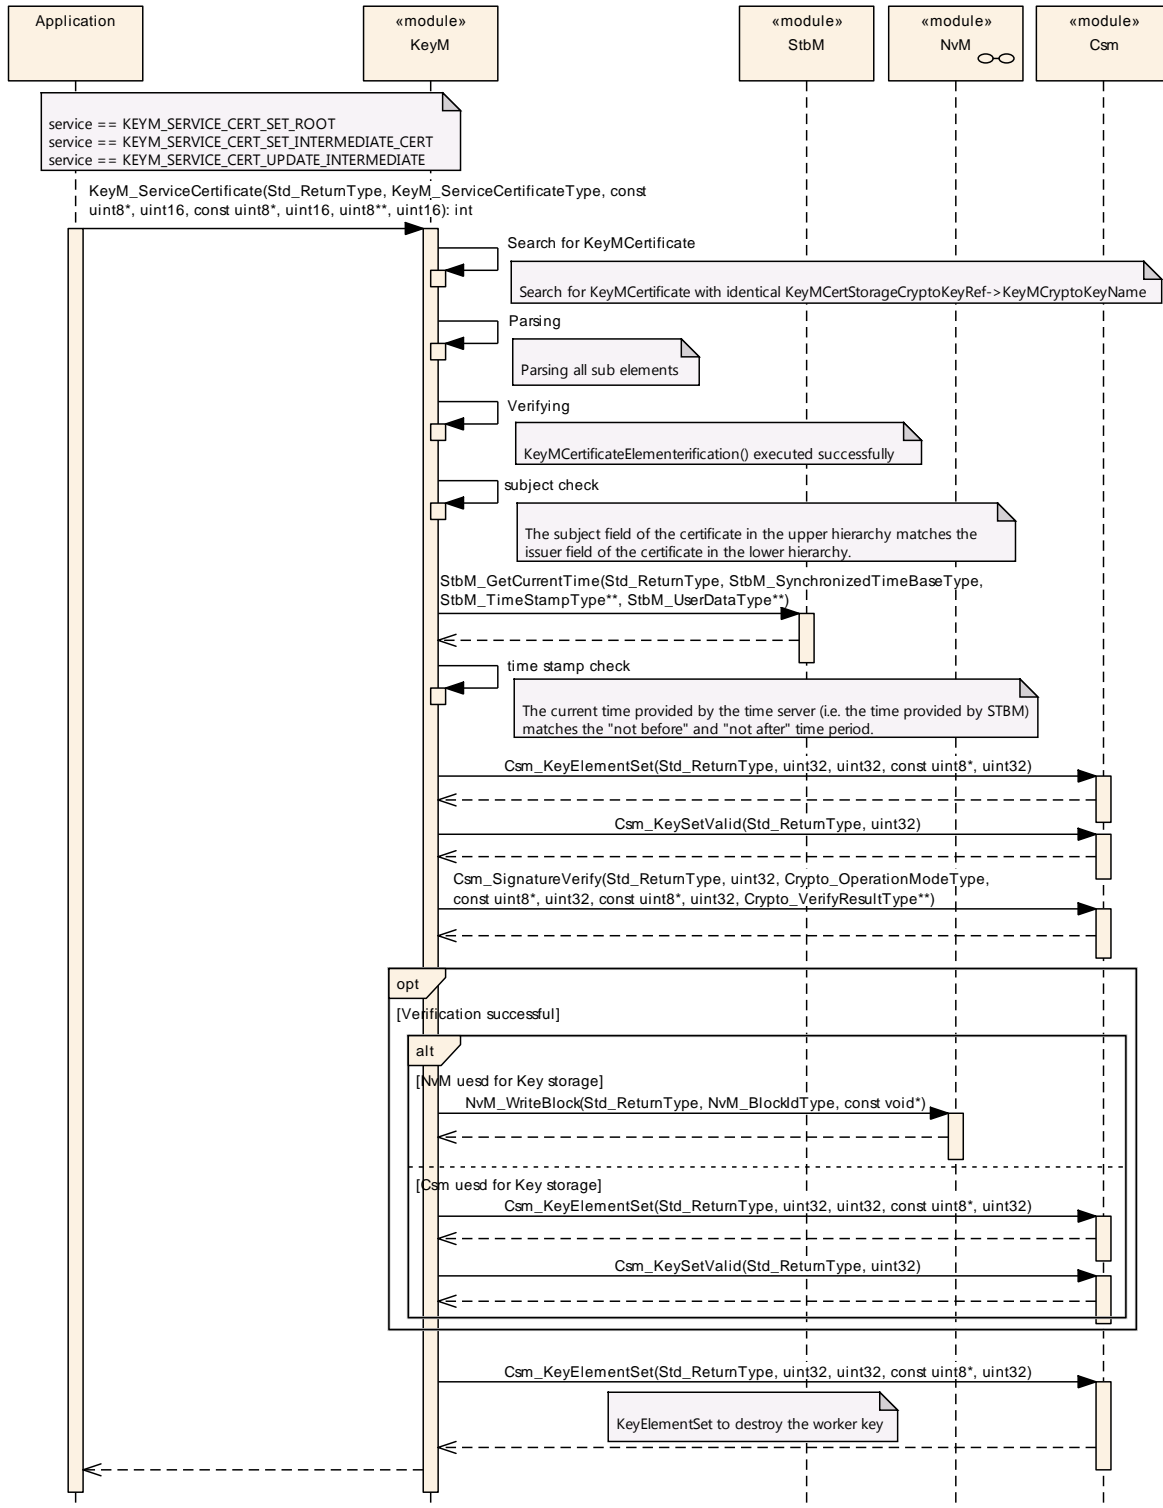 Application
«module»
KeyM
«module»
StbM
«module»
NvM
«module»
Csm
service == KEYM_SERVICE_CERT_SET_ROOT
service == KEYM_SERVICE_CERT_SET_INTERMEDIATE_CERT
service == KEYM_SERVICE_CERT_UPDATE_INTERMEDIATE
KeyM_ServiceCertificate(Std_ReturnType, KeyM_ServiceCertificateType, const
uint8*, uint16, const uint8*, uint16, uint8**, uint16): int
Search for KeyMCertificate
Search for KeyMCertificate with identical KeyMCertStorageCryptoKeyRef->KeyMCryptoKeyName
Parsing
Parsing all sub elements
Verifying
KeyMCertificateElementerification() executed successfully
subject check
The subject field of the certificate in the upper hierarchy matches the
issuer field of the certificate in the lower hierarchy.
StbM_GetCurrentTime(Std_ReturnType, StbM_SynchronizedTimeBaseType,
StbM_TimeStampType**, StbM_UserDataType**)
time stamp check
The current time provided by the time server (i.e. the time provided by STBM)
matches the "not before" and "not after" time period.
Csm_KeyElementSet(Std_ReturnType, uint32, uint32, const uint8*, uint32)
Csm_KeySetValid(Std_ReturnType, uint32)
Csm_SignatureVerify(Std_ReturnType, uint32, Crypto_OperationModeType,
const uint8*, uint32, const uint8*, uint32, Crypto_VerifyResultType**)
opt
[Verification successful]
alt
[NvM uesd for Key storage]
NvM_WriteBlock(Std_ReturnType, NvM_BlockIdType, const void*)
[Csm uesd for Key storage]
Csm_KeyElementSet(Std_ReturnType, uint32, uint32, const uint8*, uint32)
Csm_KeySetValid(Std_ReturnType, uint32)
Csm_KeyElementSet(Std_ReturnType, uint32, uint32, const uint8*, uint32)
KeyElementSet to destroy the worker key